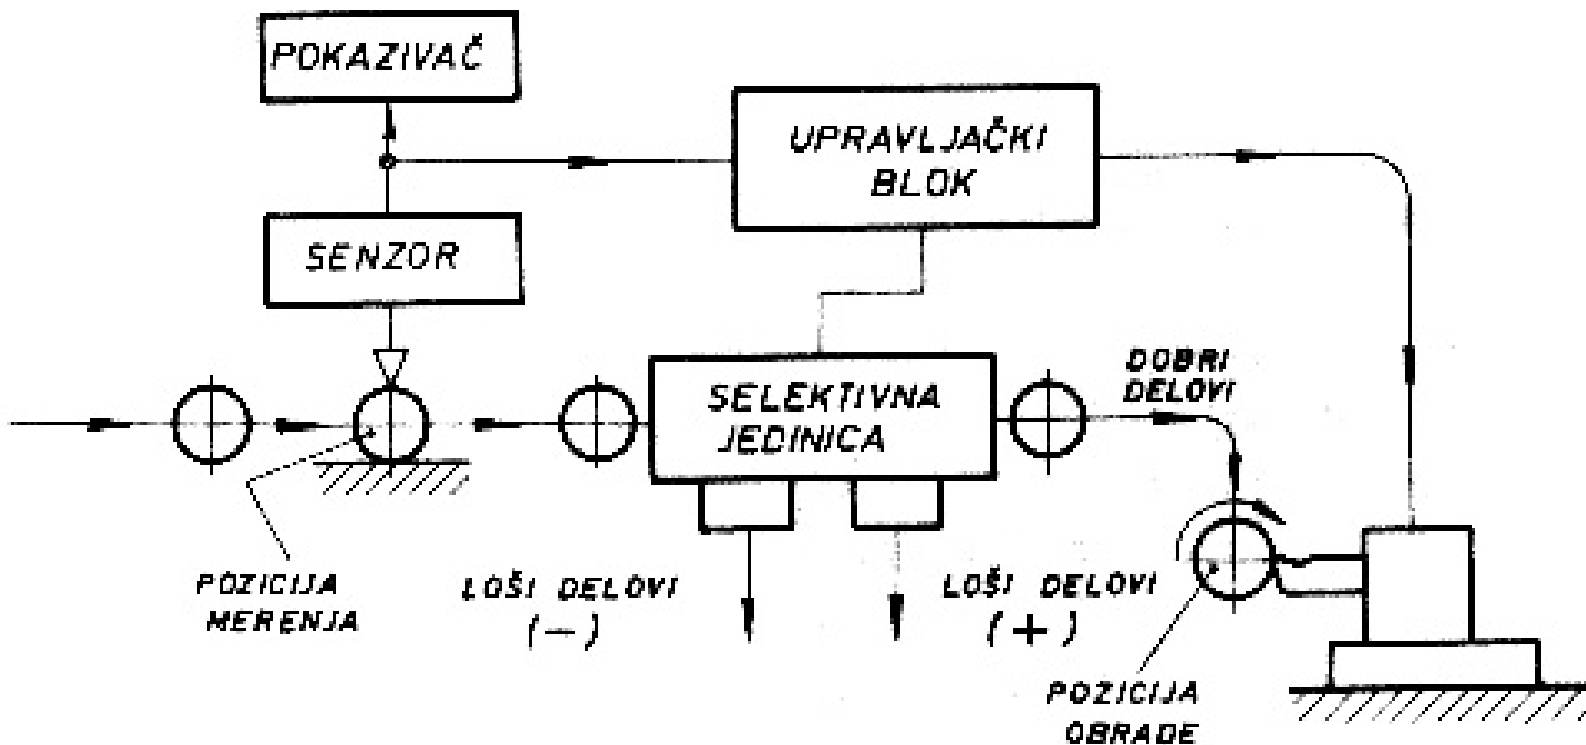 POKAZIVAČ
UPRAVLJAČKI
BLOK
SENZOR
DOBRI
DELOVI
SELEKTIVNA
JEDINICA
POZICIJA
MERENJA
LOŠI DELOVI
(-)
LOŠI DELOVI
(+)
POZICIJA
OBRADE